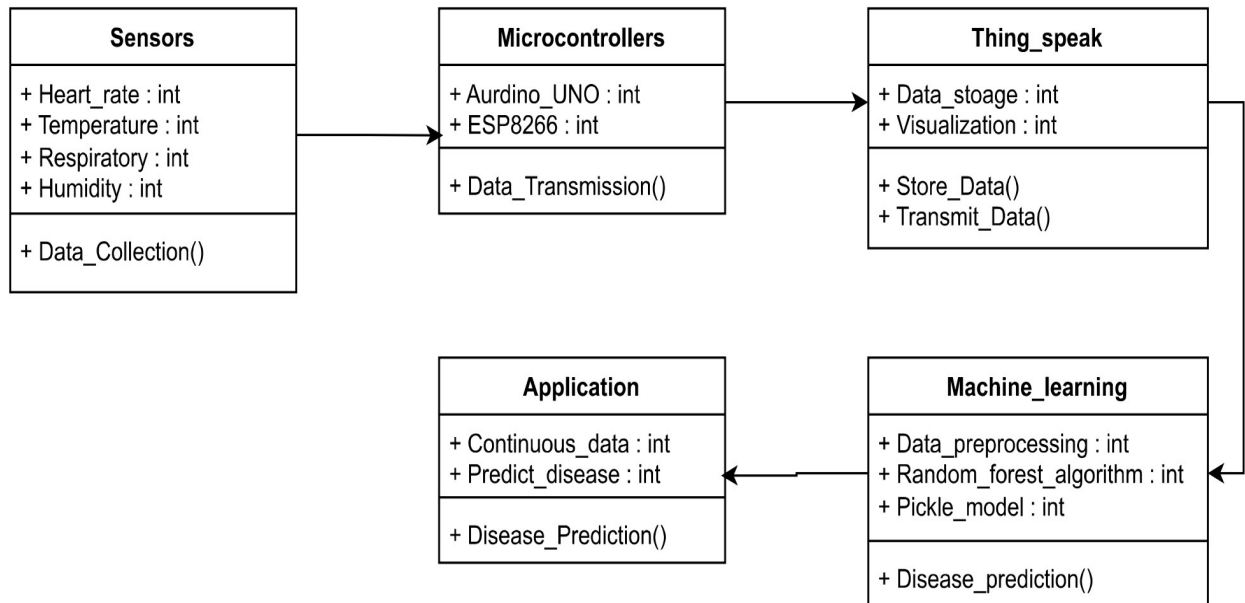 Sensors
+ Heart_rate : int
+ Temperature : int
+ Respiratory : int
+ Humidity : int
+ Data_Collection()
Microcontrollers
+ Aurdino_UNO : int
+ ESP8266 : int
+ Data_Transmission()
Thing_speak
+ Data_stoage : int
+ Visualization : int
+ Store_Data()
+ Transmit_Data()
Application
+ Continuous_data : int
+ Predict_disease : int
+ Disease_Prediction()
Machine_learning
+ Data_preprocessing : int
+ Random_forest_algorithm : int
+ Pickle_model : int
+ Disease_prediction()